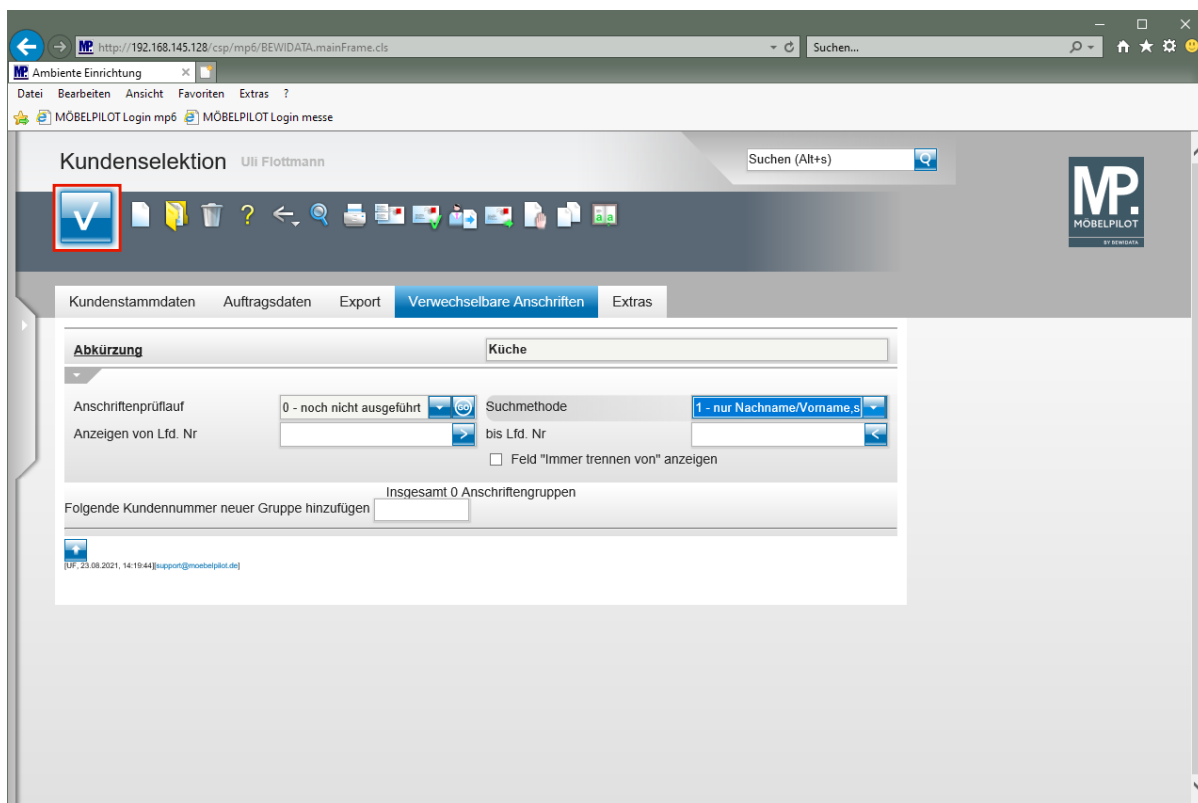 http://192.168.145.128/csp/mp6/BEWIDATA.mainFrame.cls
Suchen...
MP. Ambiente Einrichtung
Datei Bearbeiten Ansicht Favoriten Extras ?
MÖBELPILOT Login mp6 MÖBELPILOT Login messe
Kundenselektion Uli Flottmann
Suchen (Alt+s)
MP.
MÖBELPILOT
BY BEWIDATA
Kundenstammdaten Auftragsdaten Export Verwechselbare Anschriften Extras
Abkürzung Küche
Anschriftenprüflauf 0 - noch nicht ausgeführt GO Suchmethode 1 - nur Nachname/Vorname,s
Anzeigen von Lfd. Nr > bis Lfd. Nr <
Feld "Immer trennen von" anzeigen
Insgesamt 0 Anschriftengruppen
Folgende Kundennummer neuer Gruppe hinzufügen
[UF, 23.08.2021, 14:19:44][support@moebelpilot.de]